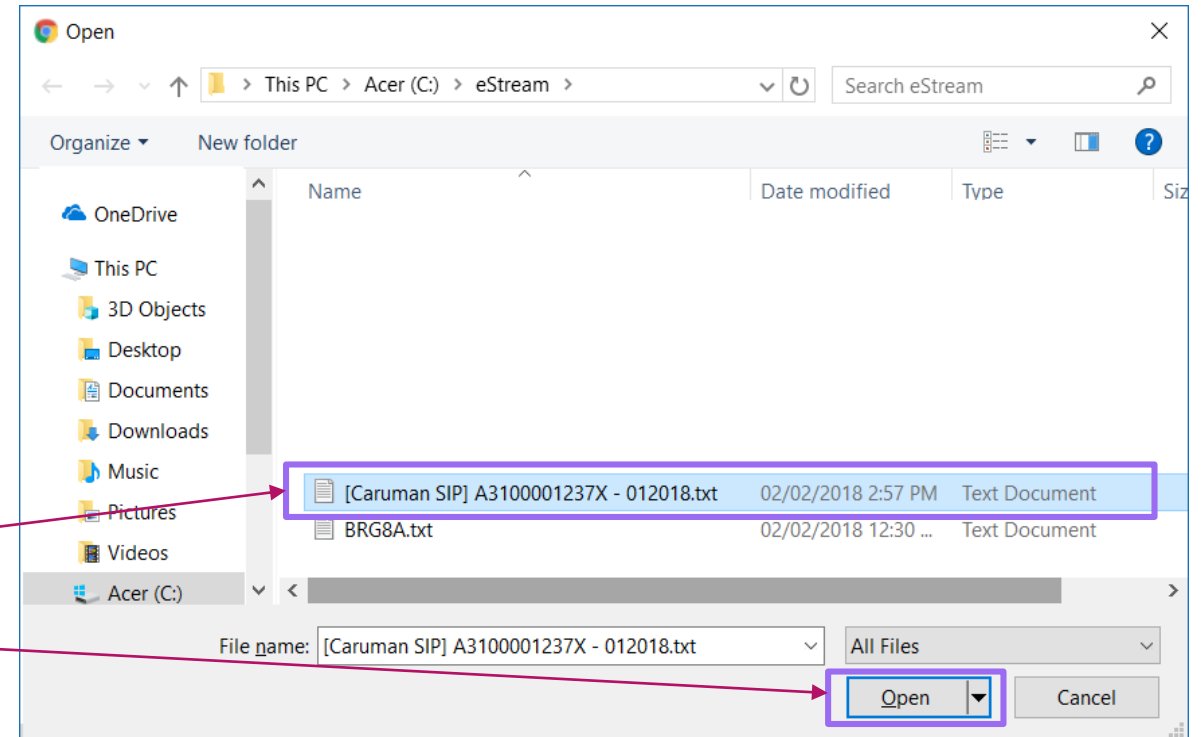 Open
This PC > Acer (C:) > eStream >
Search eStream
Organize
New folder
Name
Date modified
Type
Siz
OneDrive
This PC
3D Objects
Desktop
Documents
Downloads
Music
Pictures
Videos
Acer (C:)
[Caruman SIP] A3100001237X - 012018.txt 02/02/2018 2:57 PM Text Document
BRG8A.txt 02/02/2018 12:30 ... Text Document
File name: [Caruman SIP] A3100001237X - 012018.txt
All Files
Open
Cancel